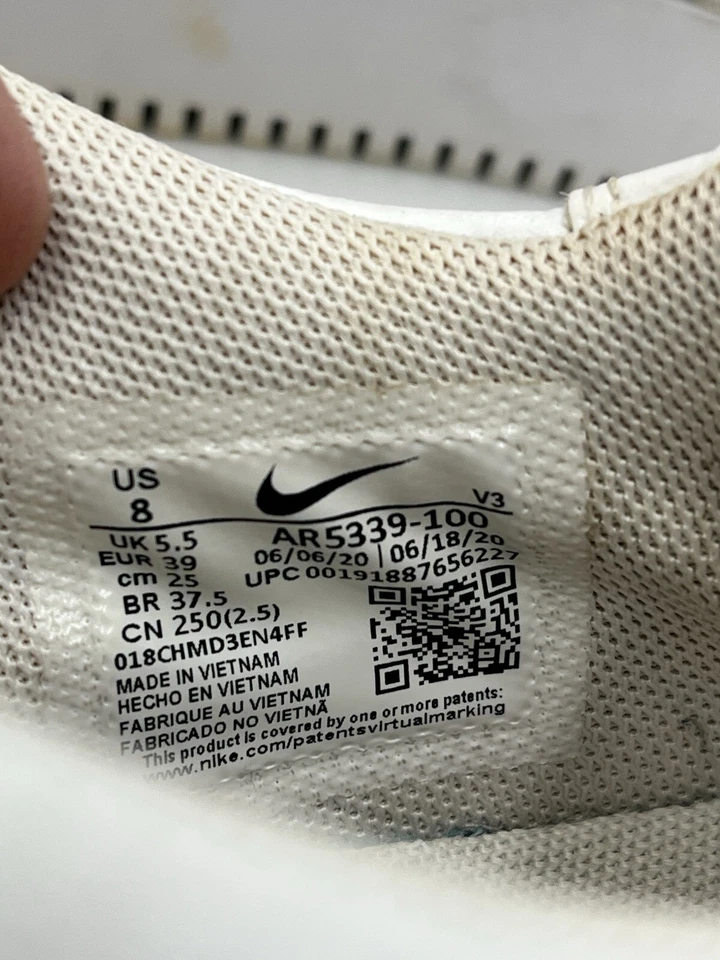 US
8
V3
UK 5.5
AR5339-100
EUR 39
06/06/20 | 06/18/20
cm 25
UPC 00191887656227
BR 37.5
CN 250(2.5)
018CHMD3EN4FF
MADE IN VIETNAM
HECHO EN VIETNAM
FABRIQUE AU VIETNAM
FABRICADO NO VIETNÃ
This product is covered by one or more patents:
www.nike.com/patentsvirtualmarking